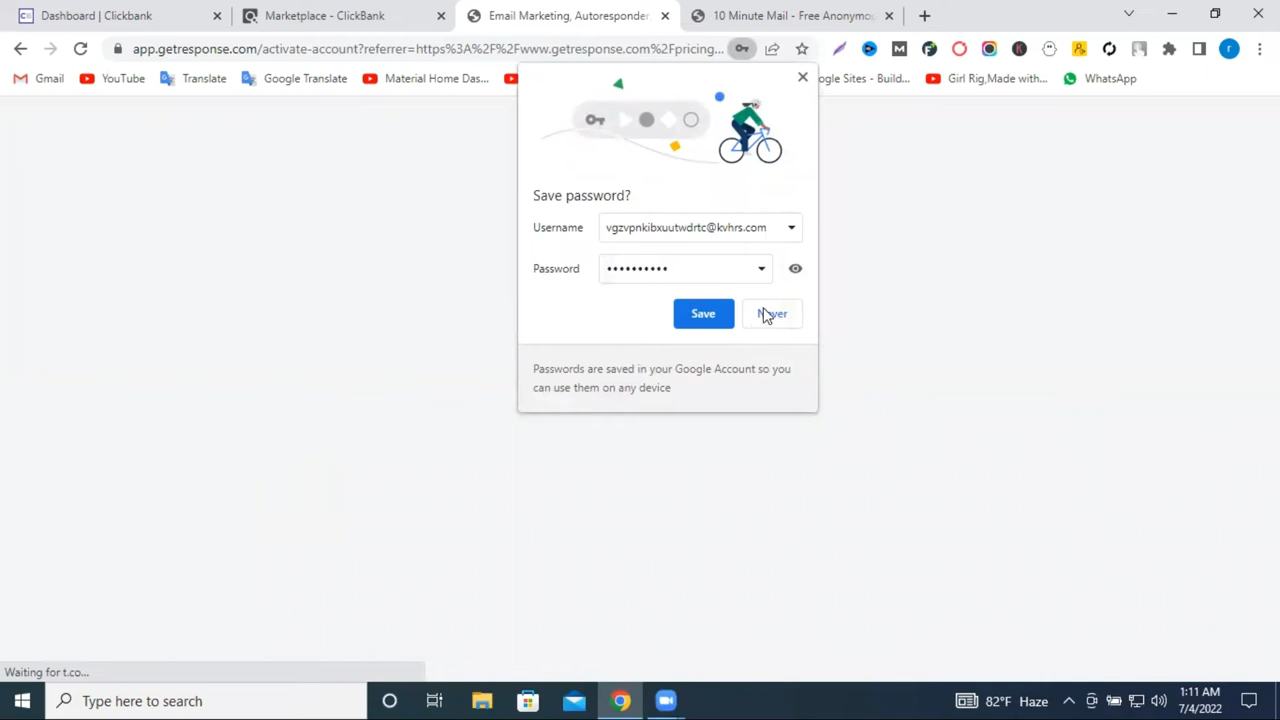 Dashboard | Clickbank
Marketplace - ClickBank
Email Marketing, Autoresponder,
10 Minute Mail - Free Anonymo
app.getresponse.com/activate-account?referrer=https%3A%2F%2Fwww.getresponse.com%2Fpricing...
r
Gmail
YouTube
Translate
Google Translate
Material Home Das...
ogle Sites - Build...
Girl Rig,Made with...
WhatsApp
Save password?
Username
vgzvpnkibxuutwdrtc@kvhrs.com
Password
••••••••••
Save
Never
Passwords are saved in your Google Account so you
can use them on any device
Waiting for t.co...
Type here to search
82°F Haze
1:11 AM
7/4/2022